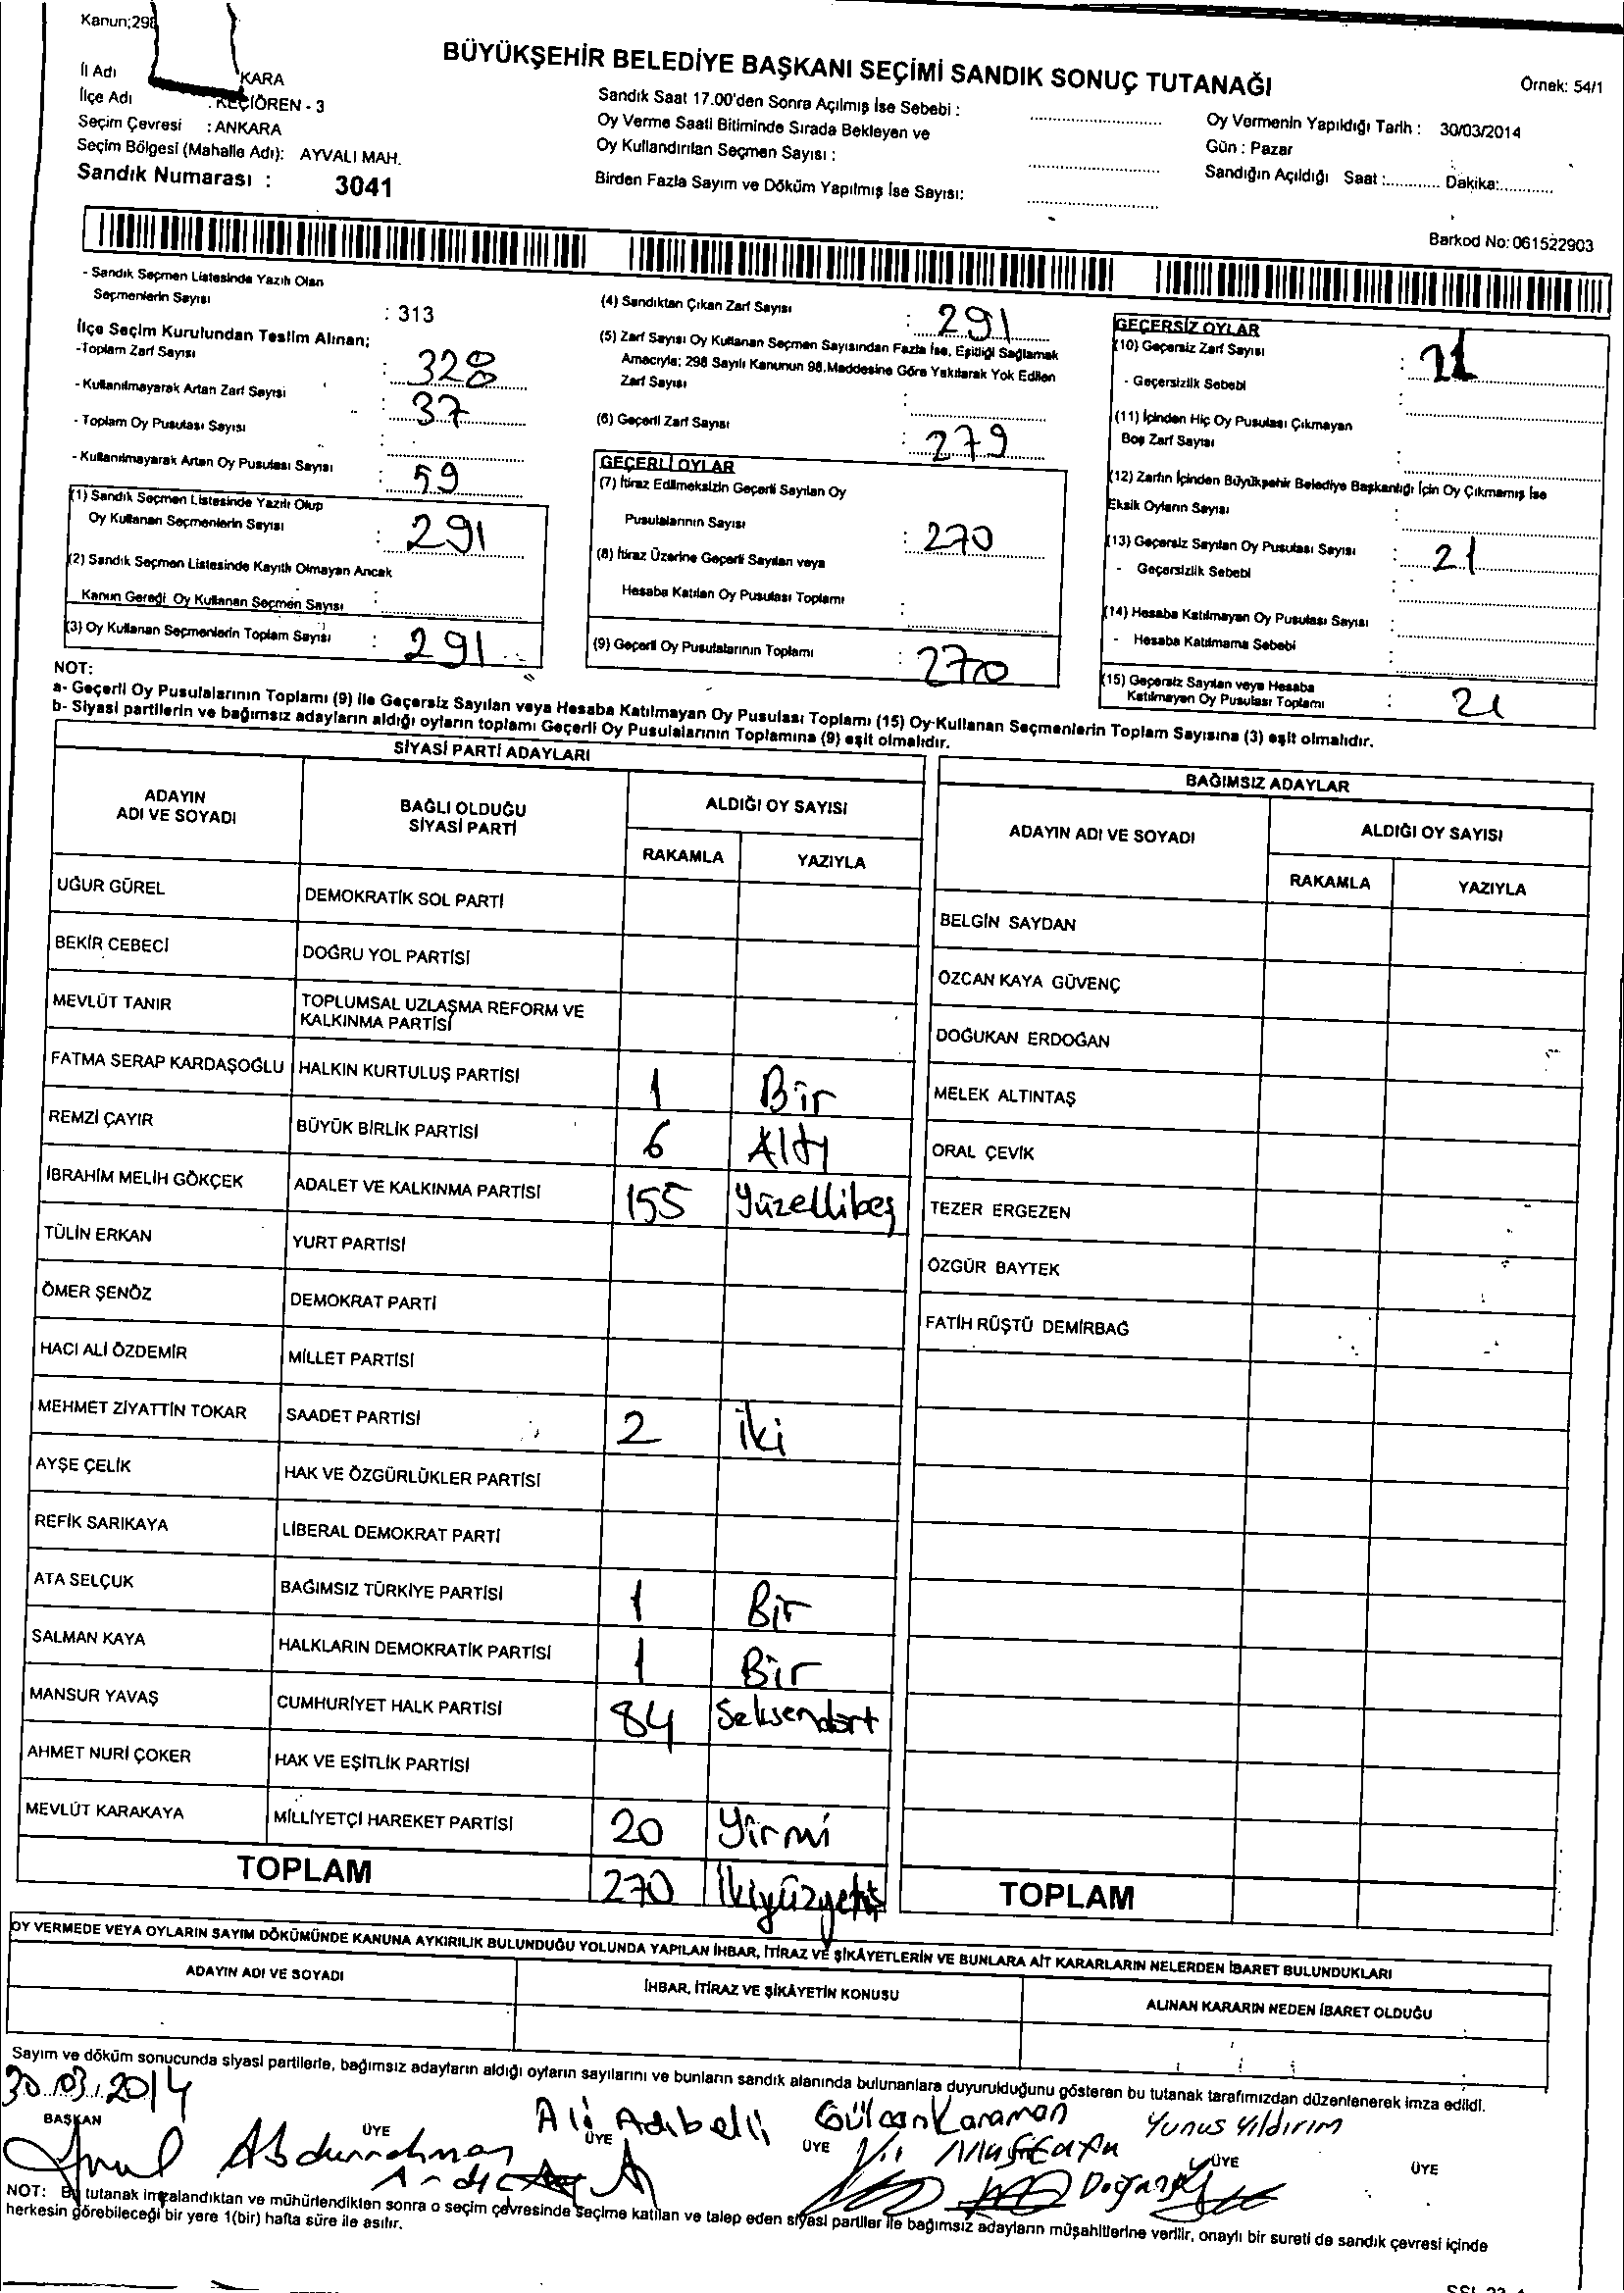 Kanun;298
BÜYÜKŞEHİR BELEDİYE BAŞKANI SEÇİMİ SANDIK SONUÇ TUTANAĞI
Örnek: 54/1
İl Adı KARA
İlçe Adı : KEÇİÖREN - 3
Seçim Çevresi : ANKARA
Seçim Bölgesi (Mahalle Adı): AYVALI MAH.
Sandık Numarası : 3041
Sandık Saat 17.00'den Sonra Açılmış İse Sebebi :
Oy Verme Saati Bitiminde Sırada Bekleyen ve
Oy Kullandırılan Seçmen Sayısı :
Birden Fazla Sayım ve Döküm Yapılmış İse Sayısı:
Oy Vermenin Yapıldığı Tarih : 30/03/2014
Gün : Pazar
Sandığın Açıldığı Saat :............ Dakika:............
Barkod No: 061522903
- Sandık Seçmen Listesinde Yazılı Olan
Seçmenlerin Sayısı : 313
İlçe Seçim Kurulundan Teslim Alınan;
-Toplam Zarf Sayısı : 328
- Kullanılmayarak Artan Zarf Sayısı : 37
- Toplam Oy Pusulası Sayısı :
- Kullanılmayarak Artan Oy Pusulası Sayısı : 59
(1) Sandık Seçmen Listesinde Yazılı Olup
Oy Kullanan Seçmenlerin Sayısı : 291
(2) Sandık Seçmen Listesinde Kayıtlı Olmayan Ancak
Kanun Gereği Oy Kullanan Seçmen Sayısı :
(3) Oy Kullanan Seçmenlerin Toplam Sayısı : 291
(4) Sandıktan Çıkan Zarf Sayısı : 291
(5) Zarf Sayısı Oy Kullanan Seçmen Sayısından Fazla İse, Eşitliği Sağlamak
Amacıyla; 298 Sayılı Kanunun 98.Maddesine Göre Yakılarak Yok Edilen
Zarf Sayısı :
(6) Geçerli Zarf Sayısı : 279
GEÇERLİ OYLAR
(7) İtiraz Edilmeksizin Geçerli Sayılan Oy
Pusulalarının Sayısı : 270
(8) İtiraz Üzerine Geçerli Sayılan veya
Hesaba Katılan Oy Pusulası Toplamı :
(9) Geçerli Oy Pusulalarının Toplamı : 270
GEÇERSİZ OYLAR
(10) Geçersiz Zarf Sayısı :
- Geçersizlik Sebebi :
(11) İçinden Hiç Oy Pusulası Çıkmayan
Boş Zarf Sayısı :
(12) Zarfın İçinden Büyükşehir Belediye Başkanlığı İçin Oy Çıkmamış İse
Eksik Oyların Sayısı :
(13) Geçersiz Sayılan Oy Pusulası Sayısı : 21
- Geçersizlik Sebebi :
(14) Hesaba Katılmayan Oy Pusulası Sayısı :
- Hesaba Katılmama Sebebi :
(15) Geçersiz Sayılan veya Hesaba
Katılmayan Oy Pusulası Toplamı : 21
NOT:
a- Geçerli Oy Pusulalarının Toplamı (9) ile Geçersiz Sayılan veya Hesaba Katılmayan Oy Pusulası Toplamı (15) Oy Kullanan Seçmenlerin Toplam Sayısına (3) eşit olmalıdır.
b- Siyasi partilerin ve bağımsız adayların aldığı oyların toplamı Geçerli Oy Pusulalarının Toplamına (9) eşit olmalıdır.
SİYASİ PARTİ ADAYLARI
ADAYIN
ADI VE SOYADI
BAĞLI OLDUĞU
SİYASİ PARTİ
ALDIĞI OY SAYISI
RAKAMLA YAZIYLA
UĞUR GÜREL DEMOKRATİK SOL PARTİ
BEKİR CEBECİ DOĞRU YOL PARTİSİ
MEVLÜT TANIR TOPLUMSAL UZLAŞMA REFORM VE
KALKINMA PARTİSİ
FATMA SERAP KARDAŞOĞLU HALKIN KURTULUŞ PARTİSİ 1 Bir
REMZİ ÇAYIR BÜYÜK BİRLİK PARTİSİ 6 Altı
İBRAHİM MELİH GÖKÇEK ADALET VE KALKINMA PARTİSİ 155 Yüzellibeş
TÜLİN ERKAN YURT PARTİSİ
ÖMER ŞENÖZ DEMOKRAT PARTİ
HACI ALİ ÖZDEMİR MİLLET PARTİSİ
MEHMET ZİYATTİN TOKAR SAADET PARTİSİ 2 İki
AYŞE ÇELİK HAK VE ÖZGÜRLÜKLER PARTİSİ
REFİK SARIKAYA LİBERAL DEMOKRAT PARTİ
ATA SELÇUK BAĞIMSIZ TÜRKİYE PARTİSİ 1 Bir
SALMAN KAYA HALKLARIN DEMOKRATİK PARTİSİ 1 Bir
MANSUR YAVAŞ CUMHURİYET HALK PARTİSİ 84 Seksendört
AHMET NURİ ÇOKER HAK VE EŞİTLİK PARTİSİ
MEVLÜT KARAKAYA MİLLİYETÇİ HAREKET PARTİSİ 20 Yirmi
TOPLAM 270 İkiyüzyetmiş
BAĞIMSIZ ADAYLAR
ADAYIN ADI VE SOYADI
ALDIĞI OY SAYISI
RAKAMLA YAZIYLA
BELGİN SAYDAN
ÖZCAN KAYA GÜVENÇ
DOĞUKAN ERDOĞAN
MELEK ALTINTAŞ
ORAL ÇEVİK
TEZER ERGEZEN
ÖZGÜR BAYTEK
FATİH RÜŞTÜ DEMİRBAĞ
TOPLAM
OY VERMEDE VEYA OYLARIN SAYIM DÖKÜMÜNDE KANUNA AYKIRILIK BULUNDUĞU YOLUNDA YAPILAN İHBAR, İTİRAZ VE ŞİKÂYETLERİN VE BUNLARA AİT KARARLARIN NELERDEN İBARET BULUNDUKLARI
ADAYIN ADI VE SOYADI
İHBAR, İTİRAZ VE ŞİKÂYETİN KONUSU
ALINAN KARARIN NEDEN İBARET OLDUĞU
Sayım ve döküm sonucunda siyasi partilerle, bağımsız adayların aldığı oyların sayılarını ve bunların sandık alanında bulunanlara duyurulduğunu gösteren bu tutanak tarafımızdan düzenlenerek imza edildi.
30.03.2014
Ali Adıbelli Gülcan Karaman Yunus Yıldırım
BAŞKAN ÜYE ÜYE ÜYE ÜYE ÜYE
Abdurrahman Mustafa
Doğan
NOT: Bu tutanak imzalandıktan ve mühürlendikten sonra o seçim çevresinde seçime katılan ve talep eden siyasi partiler ile bağımsız adayların müşahitlerine verilir, onaylı bir sureti de sandık çevresi içinde
herkesin görebileceği bir yere 1(bir) hafta süre ile asılır.